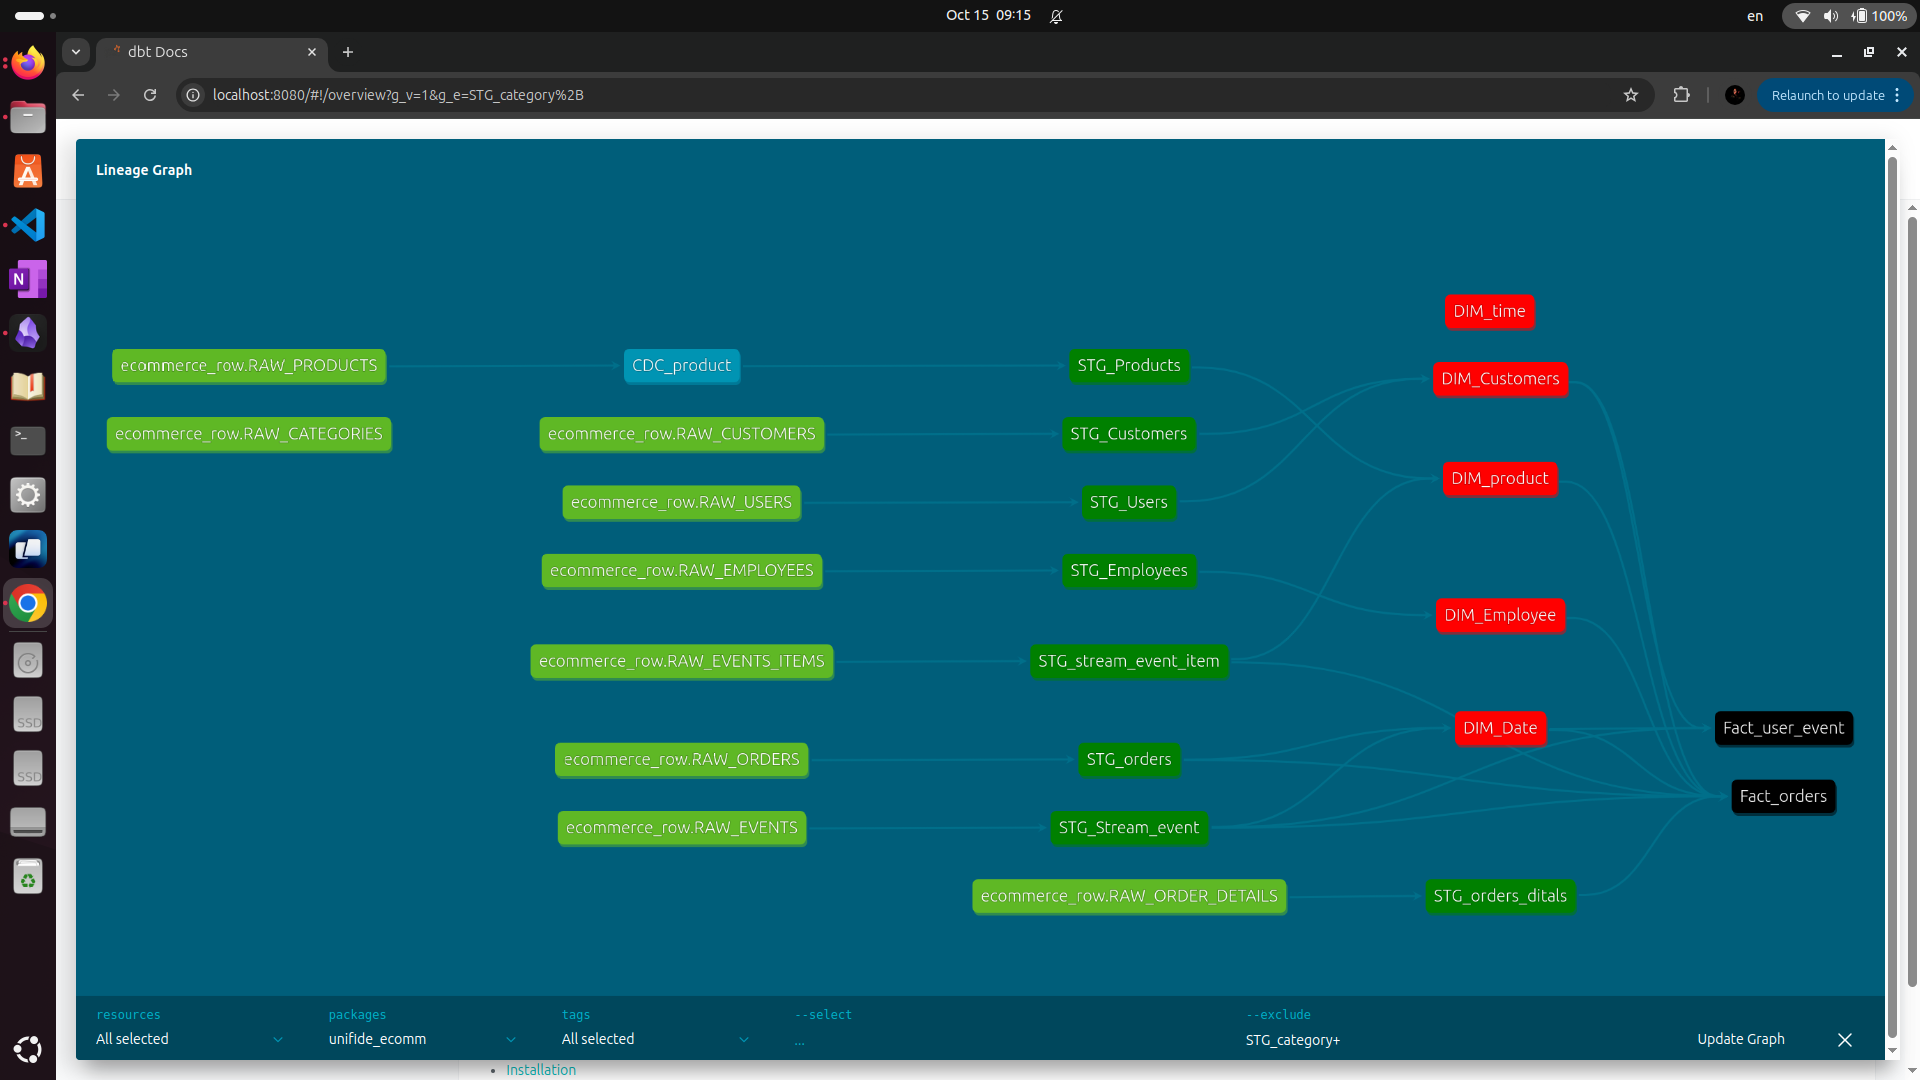 Oct 15 09:15
en
100%
dbt Docs
localhost:8080/#!/overview?g_v=1&g_e=STG_category%2B
Relaunch to update
Lineage Graph
DIM_time
ecommerce_row.RAW_PRODUCTS
CDC_product
STG_Products
DIM_Customers
ecommerce_row.RAW_CATEGORIES
ecommerce_row.RAW_CUSTOMERS
STG_Customers
DIM_product
ecommerce_row.RAW_USERS
STG_Users
ecommerce_row.RAW_EMPLOYEES
STG_Employees
DIM_Employee
ecommerce_row.RAW_EVENTS_ITEMS
STG_stream_event_item
DIM_Date
Fact_user_event
ecommerce_row.RAW_ORDERS
STG_orders
Fact_orders
ecommerce_row.RAW_EVENTS
STG_Stream_event
ecommerce_row.RAW_ORDER_DETAILS
STG_orders_ditals
SSD
SSD
resources
All selected
packages
unifide_ecomm
tags
All selected
--select
...
--exclude
STG_category+
Update Graph
Installation